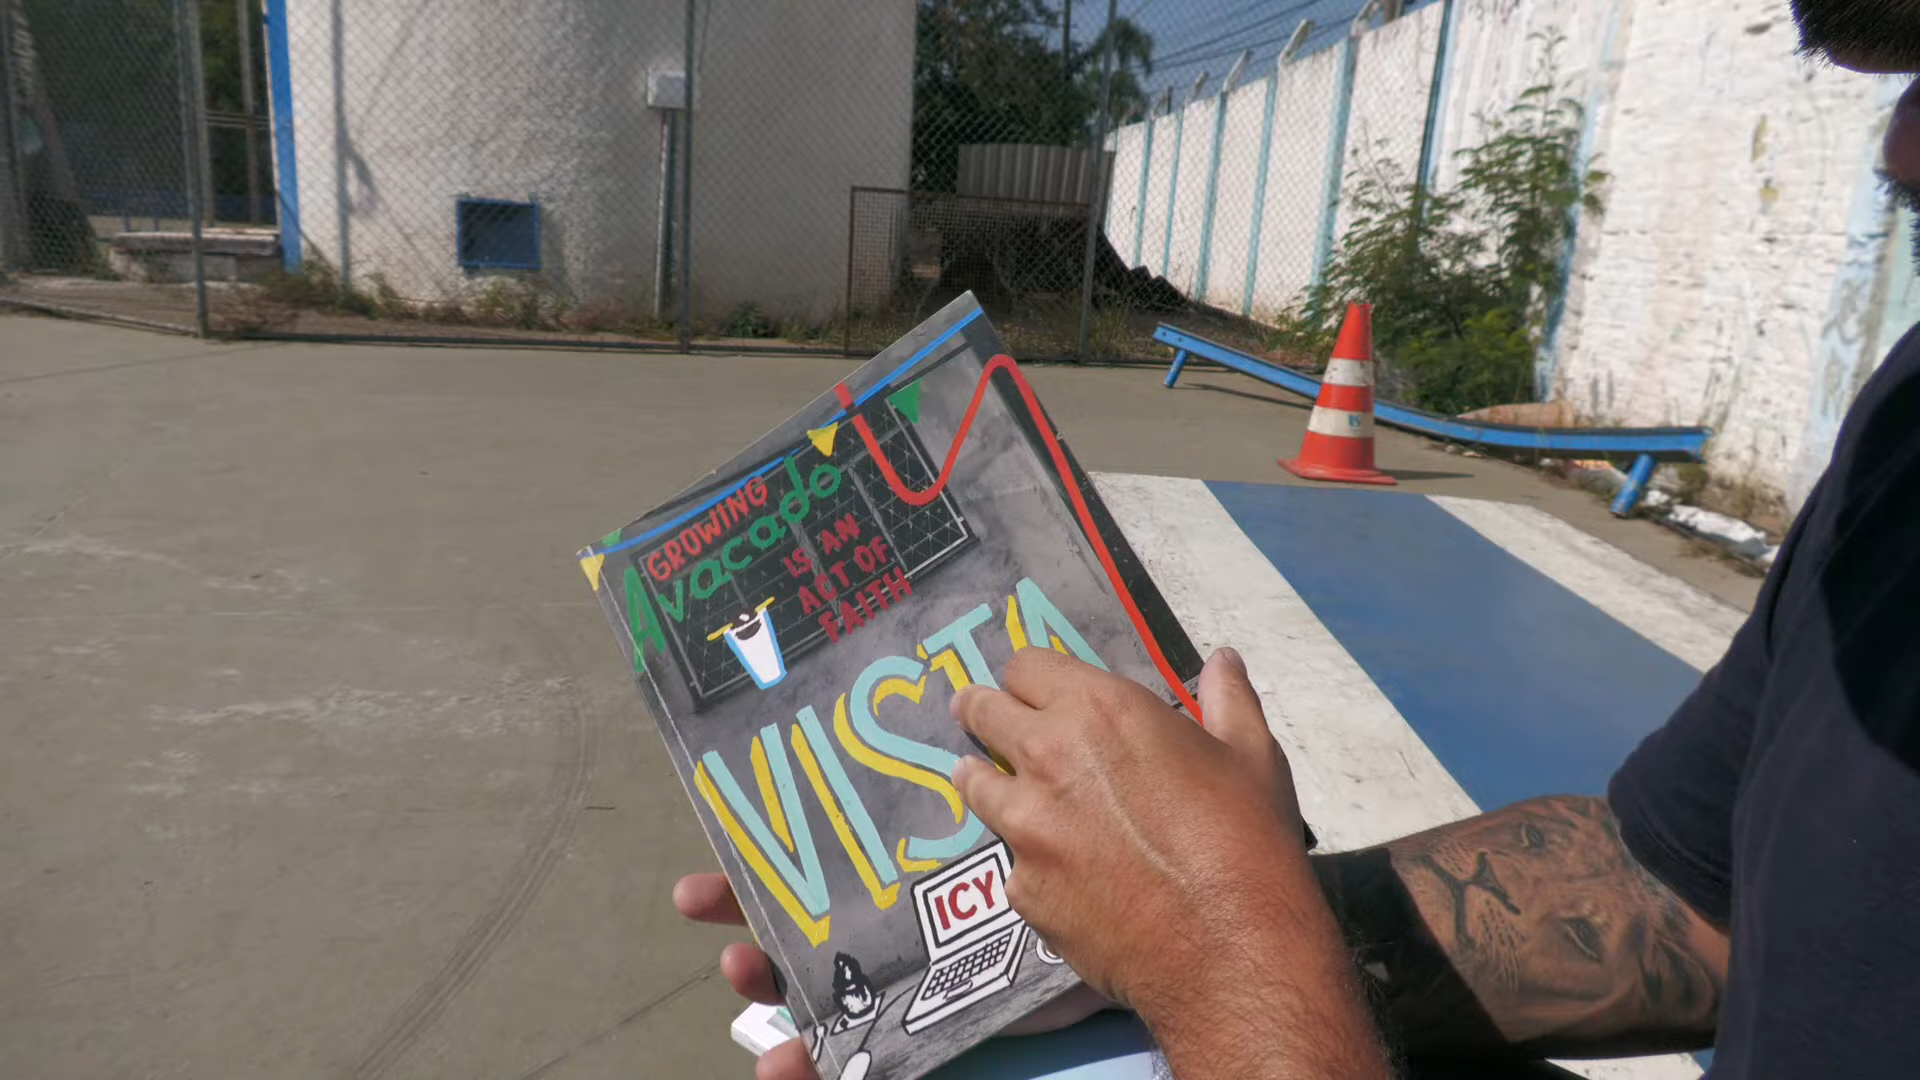 GROWING
Avacado
IS AN
ACT OF
FAITH
VISTA
ICY